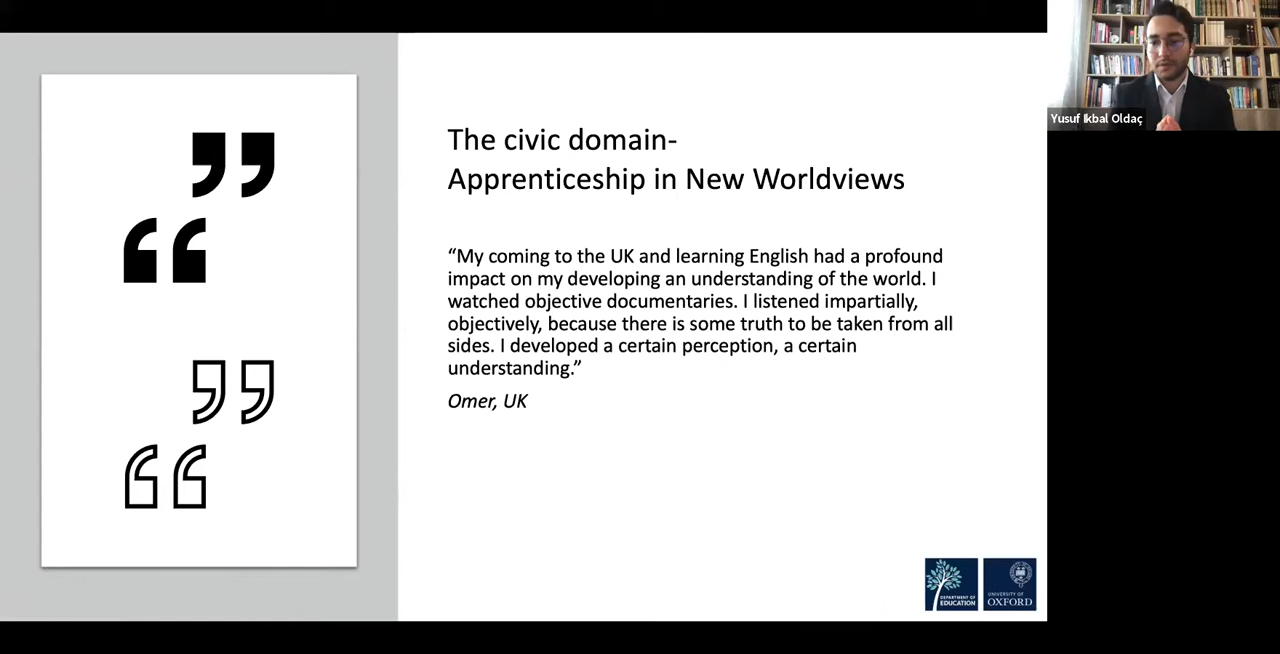 Yusuf Ikbal Oldaç
The civic domain-
Apprenticeship in New Worldviews
“My coming to the UK and learning English had a profound
impact on my developing an understanding of the world. I
watched objective documentaries. I listened impartially,
objectively, because there is some truth to be taken from all
sides. I developed a certain perception, a certain
understanding.”
Omer, UK
DEPARTMENT OF
EDUCATION
UNIVERSITY OF
OXFORD